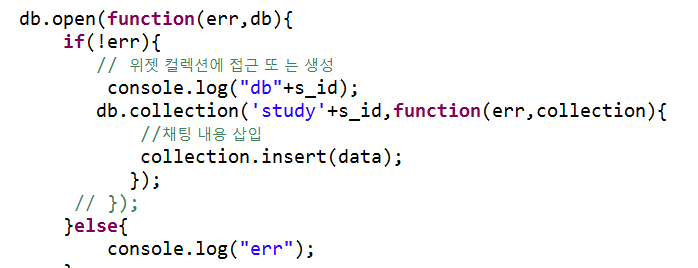 db.open(function(err,db){
if(!err){
// 위젯 컬렉션에 접근 또 는 생성
console.log("db"+s_id);
db.collection('study'+s_id,function(err,collection){
//채팅 내용 삽입
collection.insert(data);
});
// });
}else{
console.log("err");